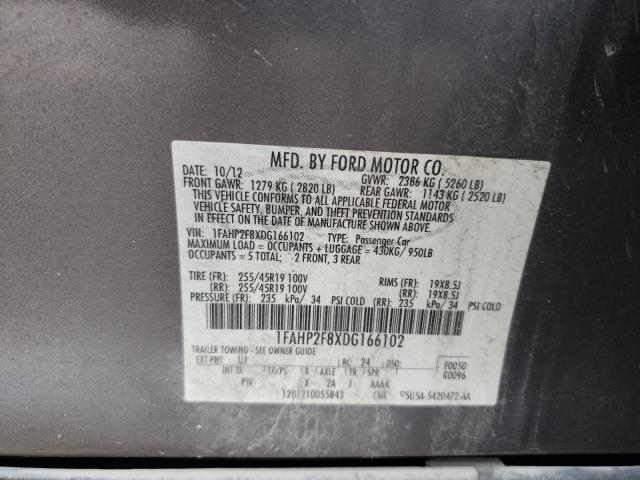 MFD. BY FORD MOTOR CO.
DATE: 10/12 GVWR: 2386 KG ( 5260 LB)
FRONT GAWR: 1279 KG ( 2820 LB) REAR GAWR: 1143 KG ( 2520 LB)
THIS VEHICLE CONFORMS TO ALL APPLICABLE FEDERAL MOTOR
VEHICLE SAFETY, BUMPER, AND THEFT PREVENTION STANDARDS
IN EFFECT ON THE DATE OF MANUFACTURE SHOWN ABOVE.
VIN: 1FAHP2F8XDG166102 TYPE: Passenger Car
MAXIMUM LOAD = OCCUPANTS + LUGGAGE = 430KG/ 950LB
OCCUPANTS = 5 TOTAL; 2 FRONT, 3 REAR
TIRE (FR): 255/45R19 100V RIMS (FR): 19X8.5J
(RR): 255/45R19 100V (RR): 19X8.5J
PRESSURE (FR): 235 kPa/ 34 PSI COLD (RR): 235 kPa/ 34 PSI COLD
1FAHP2F8XDG166102
TRAILER TOWING - SEE OWNER GUIDE
EXT PNT: UJ RC: 24 DSO: F0050
INT TR TP/PS R AXLE TR SPR R0096
PW X 2A J AAAA
CMC 5U5A-5420472-AA